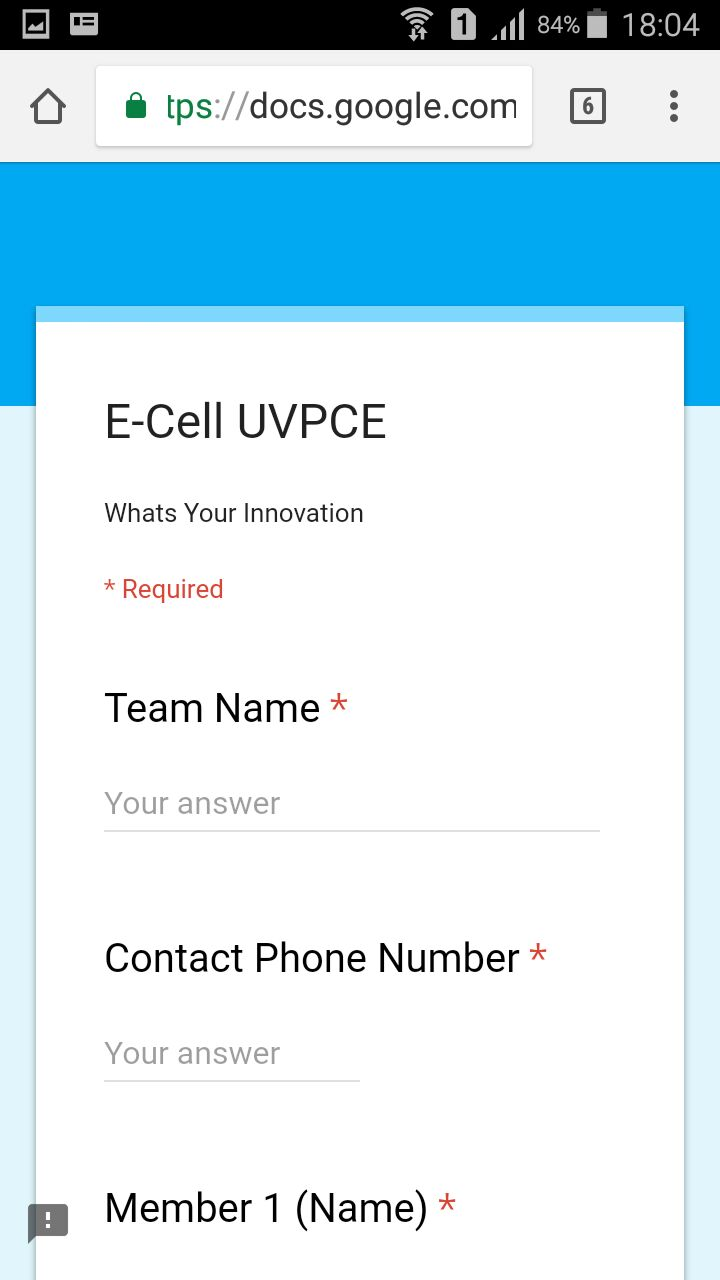 1 84% 18:04
tps://docs.google.com 6
E-Cell UVPCE
Whats Your Innovation
* Required
Team Name *
Your answer
Contact Phone Number *
Your answer
Member 1 (Name) *